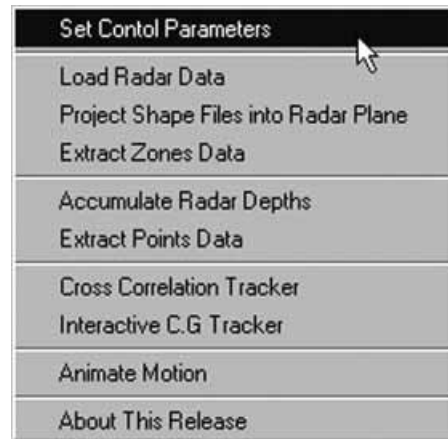 Set Contol Parameters
Load Radar Data
Project Shape Files into Radar Plane
Extract Zones Data
Accumulate Radar Depths
Extract Points Data
Cross Correlation Tracker
Interactive C.G Tracker
Animate Motion
About This Release